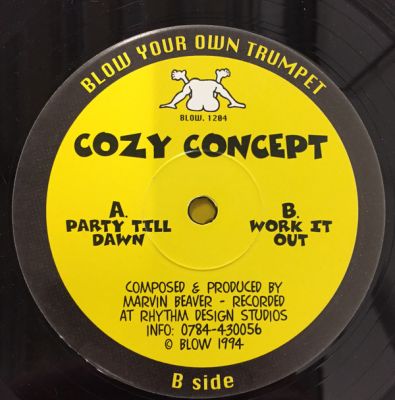 BLOW YOUR OWN TRUMPET
BLOW. 1204
COZY CONCEPT
A.
PARTY TILL
DAWN
B.
WORK IT
OUT
COMPOSED & PRODUCED BY
MARVIN BEAVER - RECORDED
AT RHYTHM DESIGN STUDIOS
INFO: 0784-430056
© BLOW 1994
B side